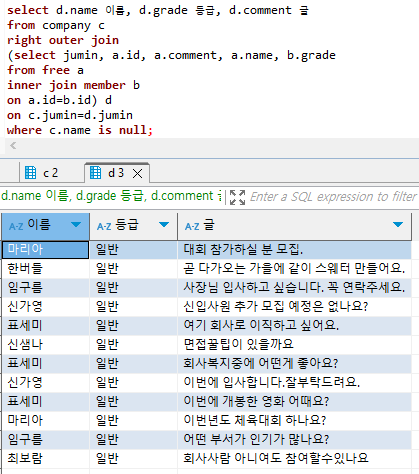 select d.name 이름, d.grade 등급, d.comment 글
from company c
right outer join
(select jumin, a.id, a.comment, a.name, b.grade
from free a
inner join member b
on a.id=b.id) d
on c.jumin=d.jumin
where c.name is null;
c 2 d 3
d.name 이름, d.grade 등급, d.comment 글 Enter a SQL expression to filter
A-Z 이름 A-Z 등급 A-Z 글
마리아 일반 대회 참가하실 분 모집.
한버들 일반 곧 다가오는 가을에 같이 스웨터 만들어요.
임구름 일반 사장님 입사하고 싶습니다. 꼭 연락주세요.
신가영 일반 신입사원 추가 모집 예정은 없나요?
표세미 일반 여기 회사로 이직하고 싶어요.
신샘나 일반 면접꿀팁이 있을까요
표세미 일반 회사복지중에 어떤게 좋아요?
신가영 일반 이번에 입사합니다.잘부탁드려요.
표세미 일반 이번에 개봉한 영화 어때요?
마리아 일반 이번년도 체육대회 하나요?
임구름 일반 어떤 부서가 인기가 많나요?
최보람 일반 회사사람 아니여도 참여할수있나요